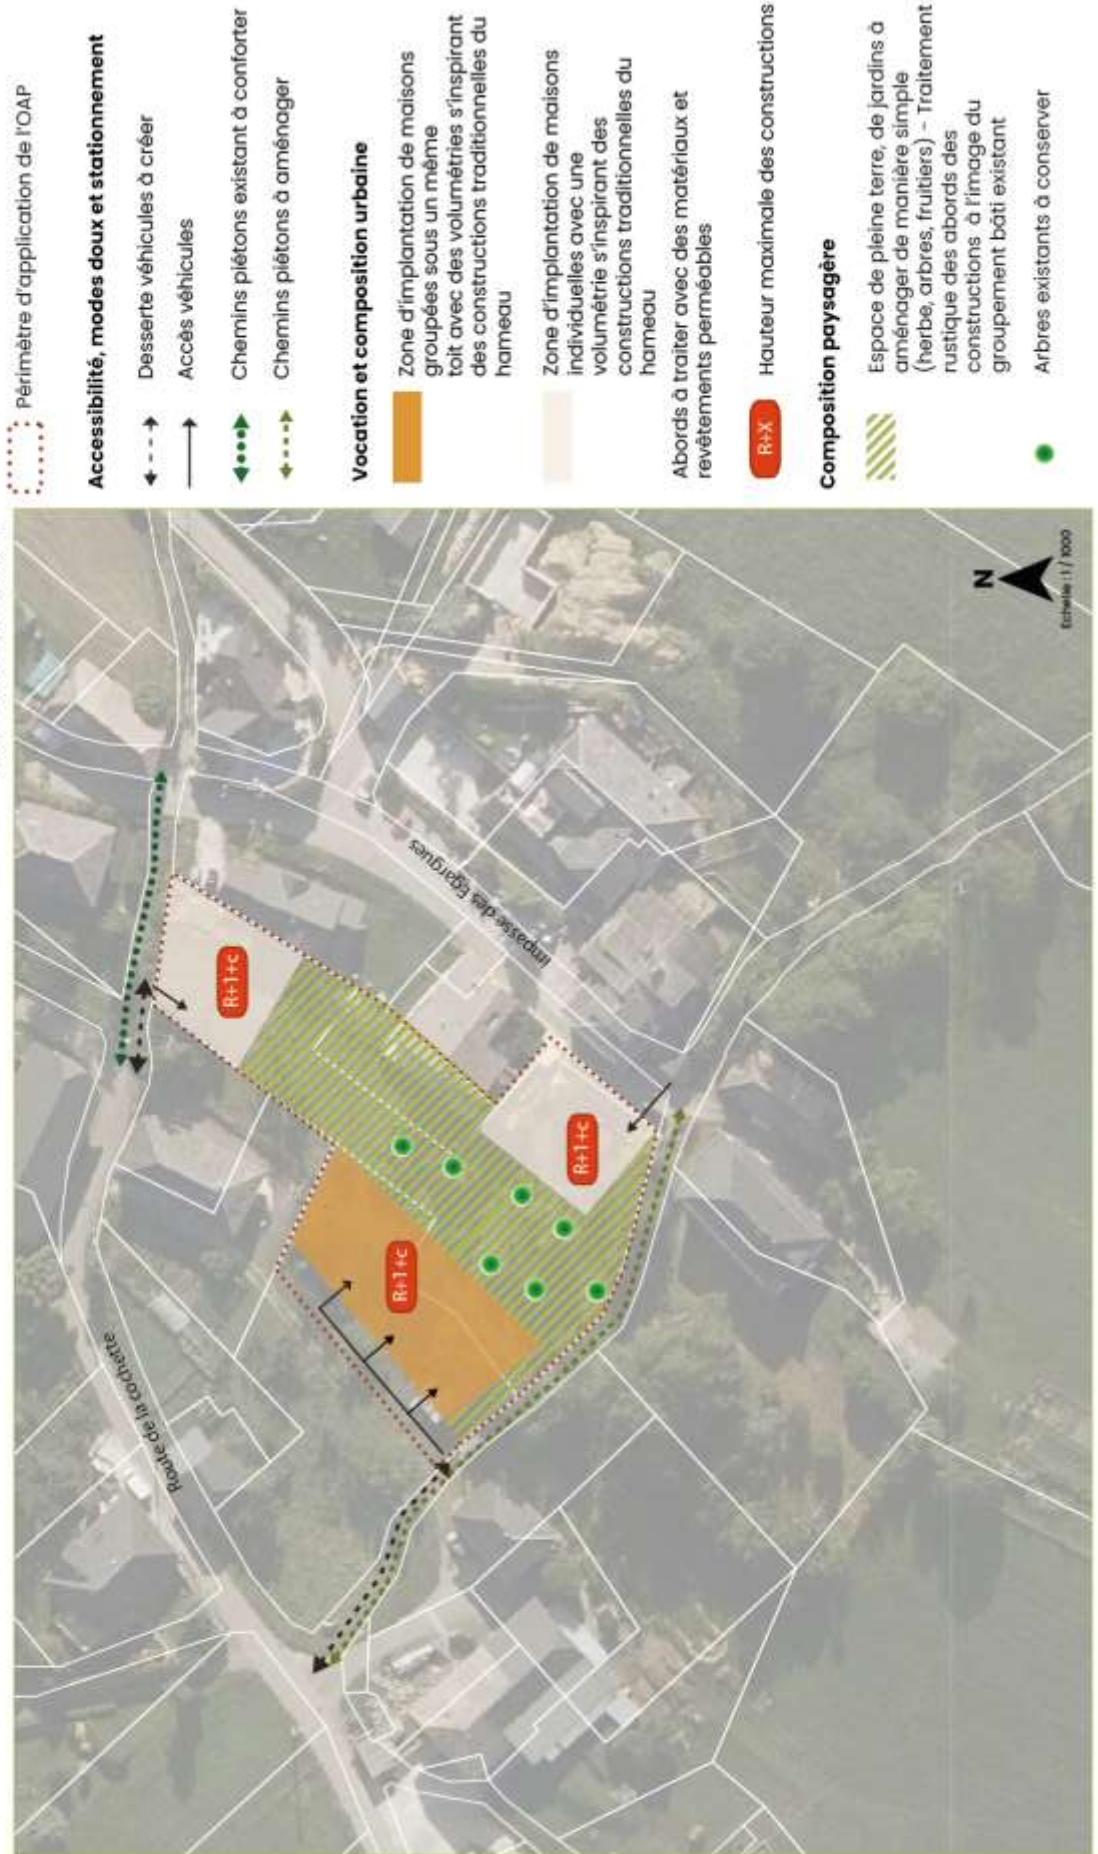 Périmètre d'application de l'OAP
Accessibilité, modes doux et stationnement
Desserte véhicules à créer
Accès véhicules
Chemins piétons existant à conforter
Chemins piétons à aménager
Vocation et composition urbaine
Zone d'implantation de maisons
groupées sous un même
toit avec des volumétries s'inspirant
des constructions traditionnelles du
hameau
Zone d'implantation de maisons
individuelles avec une
volumétrie s'inspirant des
constructions traditionnelles du
hameau
Abords à traiter avec des matériaux et
revêtements perméables
R+X
Hauteur maximale des constructions
Composition paysagère
Espace de pleine terre, de jardins à
aménager de manière simple
(herbe, arbres, fruitiers) - Traitement
rustique des abords des
constructions à l'image du
groupement bâti existant
Arbres existants à conserver
Route de la cochette
R+1+c
R+1+c
R+1+c
Impasse des Egargues
N
Echelle : 1 / 1000